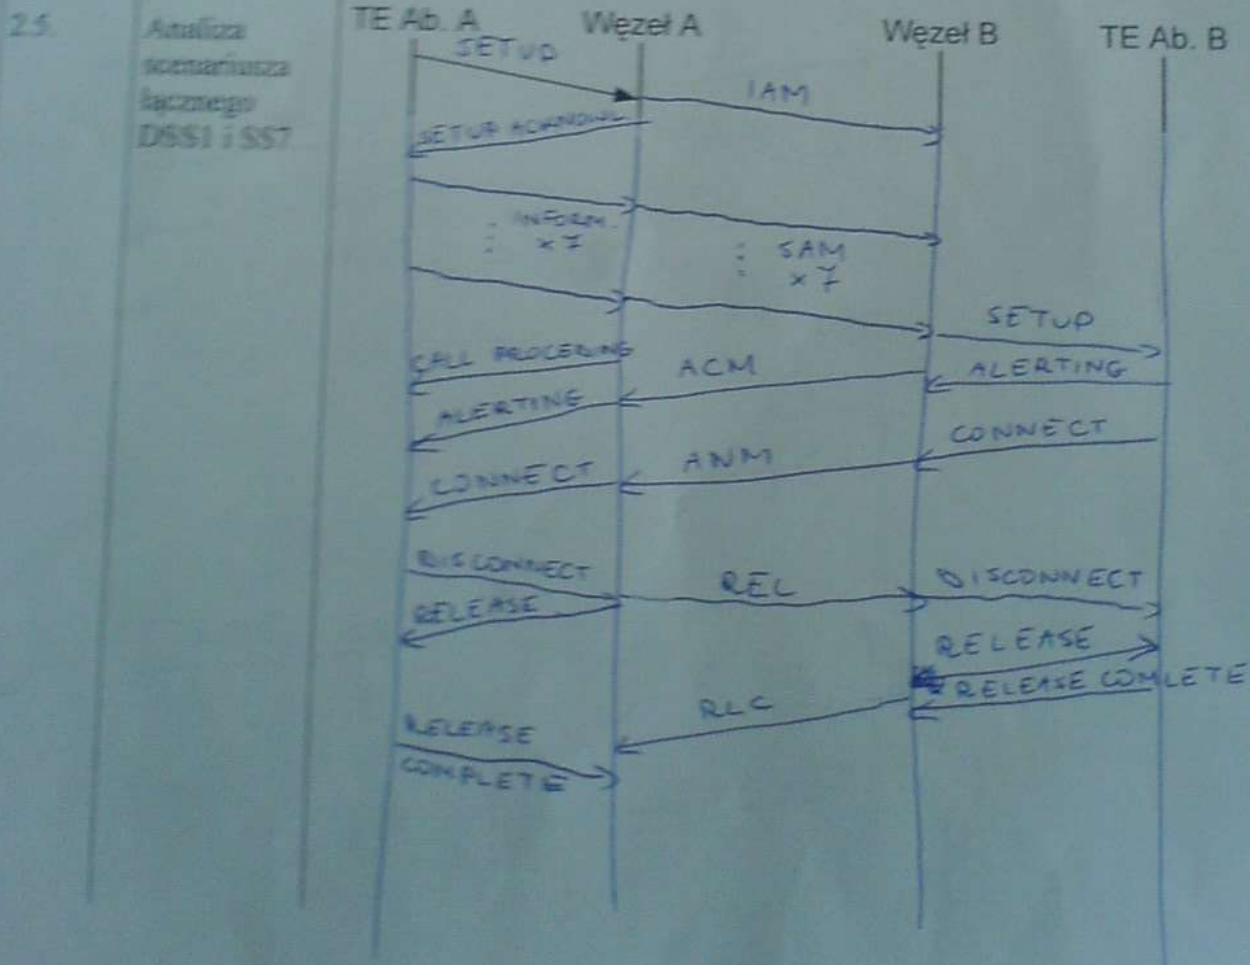 2.5.
Analiza
scenariusza
łącznego
DSS1 i SS7
TE Ab. A
Węzeł A
Węzeł B
TE Ab. B
SETUP
IAM
SETUP ACKNOWL
INFORM.
x 7
SAM
x 7
SETUP
CALL PROCEEDING
ACM
ALERTING
ALERTING
CONNECT
ANM
CONNECT
DISCONNECT
REL
DISCONNECT
RELEASE
RELEASE
RELEASE COMLETE
RLC
RELEASE
COMPLETE